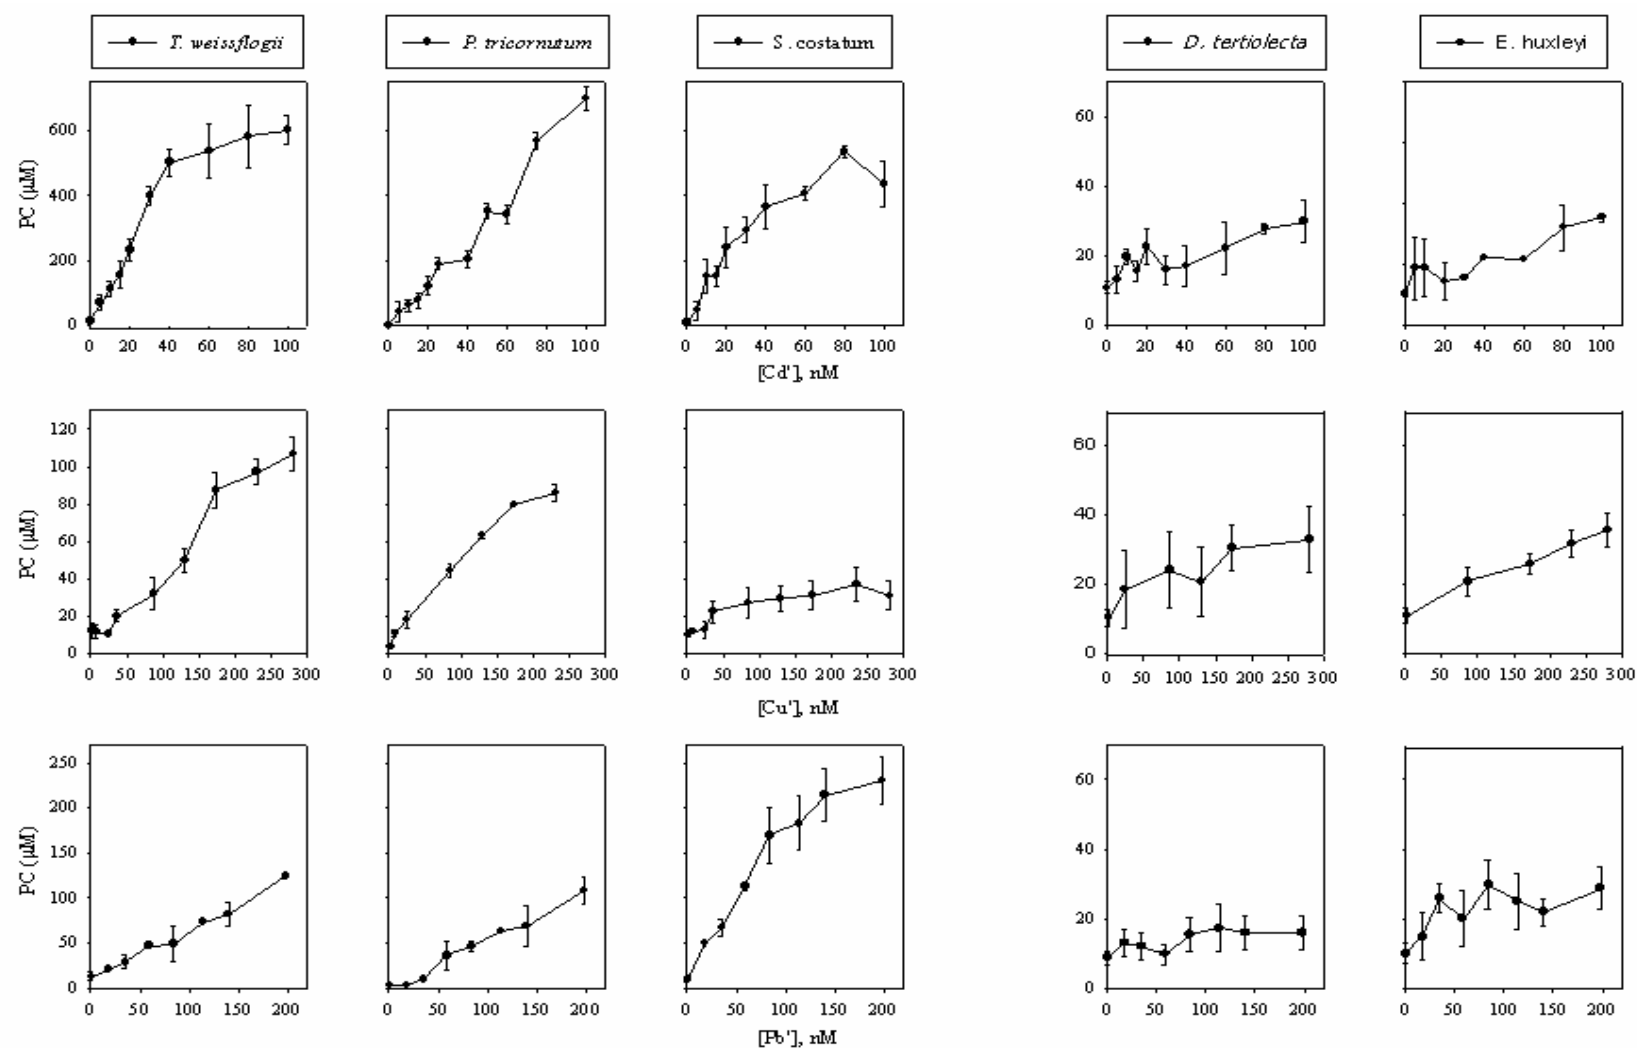 T. weissflogii
P. tricornutum
S. costatum
D. tertiolecta
E. huxleyi
PC (µM)
600
400
200
0
60
40
20
0
0 20 40 60 80 100
0 20 40 60 80 100
0 20 40 60 80 100
0 20 40 60 80 100
0 20 40 60 80 100
[Cd'], nM
PC (µM)
120
100
80
60
40
20
0
60
40
20
0
0 50 100 150 200 250 300
0 50 100 150 200 250 300
0 50 100 150 200 250 300
0 50 100 150 200 250 300
0 50 100 150 200 250 300
[Cu'], nM
PC (µM)
250
200
150
100
50
0
60
40
20
0
0 50 100 150 200
0 50 100 150 200
0 50 100 150 200
0 50 100 150 200
0 50 100 150 200
[Pb'], nM